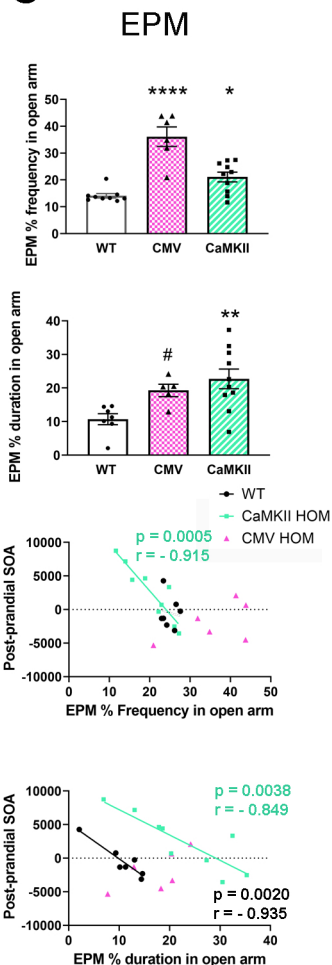 EPM
EPM % frequency in open arm
50
40
30
20
10
0
**** *
WT CMV CaMKII
EPM % duration in open arm
40
30
20
10
0
# **
WT CMV CaMKII
WT
CaMKII HOM
CMV HOM
Post-prandial SOA
10000
5000
0
-5000
-10000
p = 0.0005
r = - 0.915
0 10 20 30 40 50
EPM % Frequency in open arm
Post-prandial SOA
10000
5000
0
-5000
-10000
p = 0.0038
r = - 0.849
p = 0.0020
r = - 0.935
0 10 20 30 40
EPM % duration in open arm